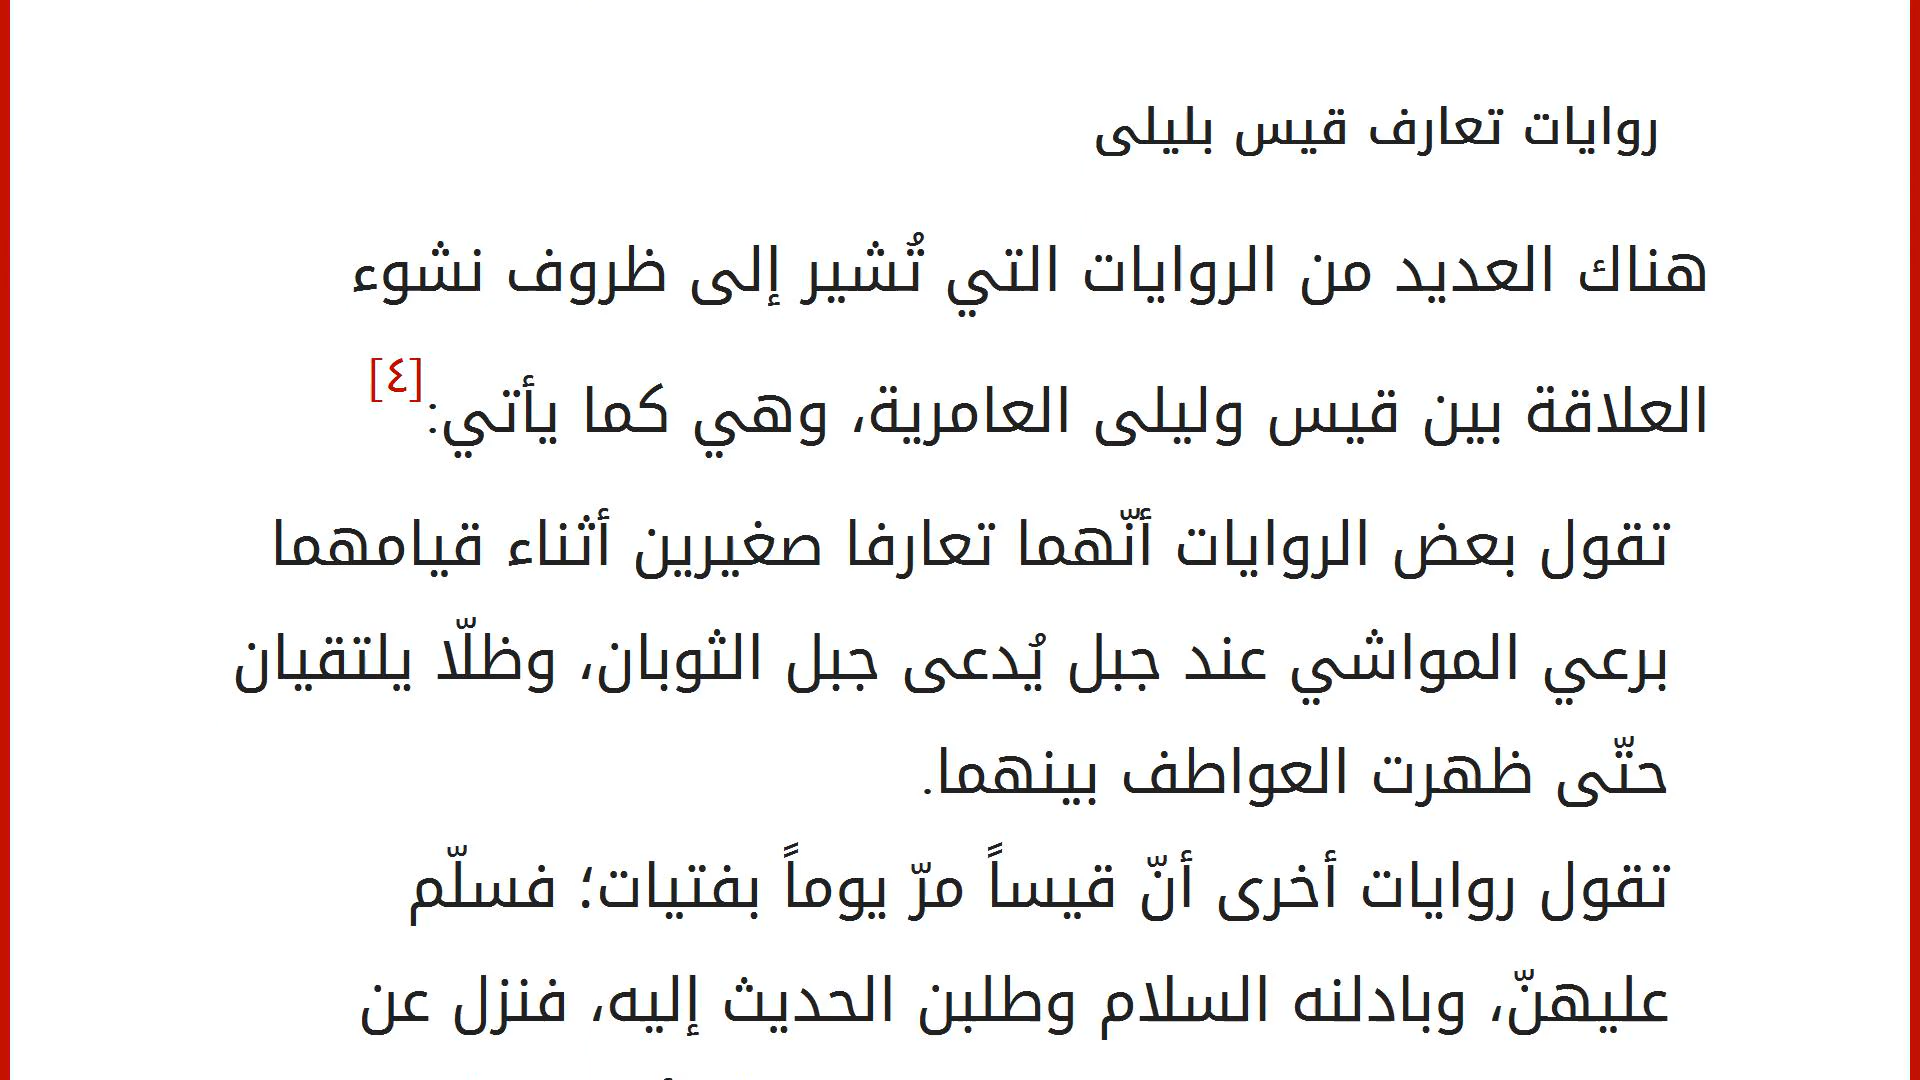 روايات تعارف قيس بليلى
هناك العديد من الروايات التي تُشير إلى ظروف نشوء
العلاقة بين قيس وليلى العامرية، وهي كما يأتي:[٤]
تقول بعض الروايات أنّهما تعارفا صغيرين أثناء قيامهما
برعي المواشي عند جبل يُدعى جبل الثوبان، وظلّا يلتقيان
حتّى ظهرت العواطف بينهما.
تقول روايات أخرى أنّ قيساً مرّ يوماً بفتيات؛ فسلّم
عليهنّ، وبادلنه السلام وطلبن الحديث إليه، فنزل عن